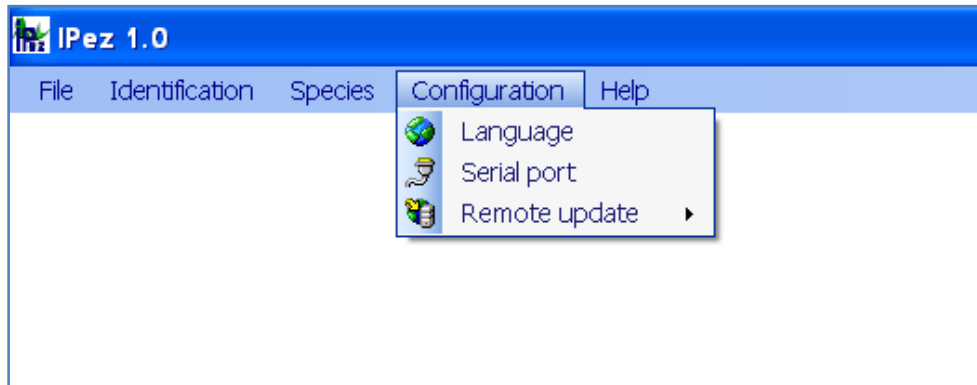 IPez 1.0
File Identification Species Configuration Help
Language
Serial port
Remote update